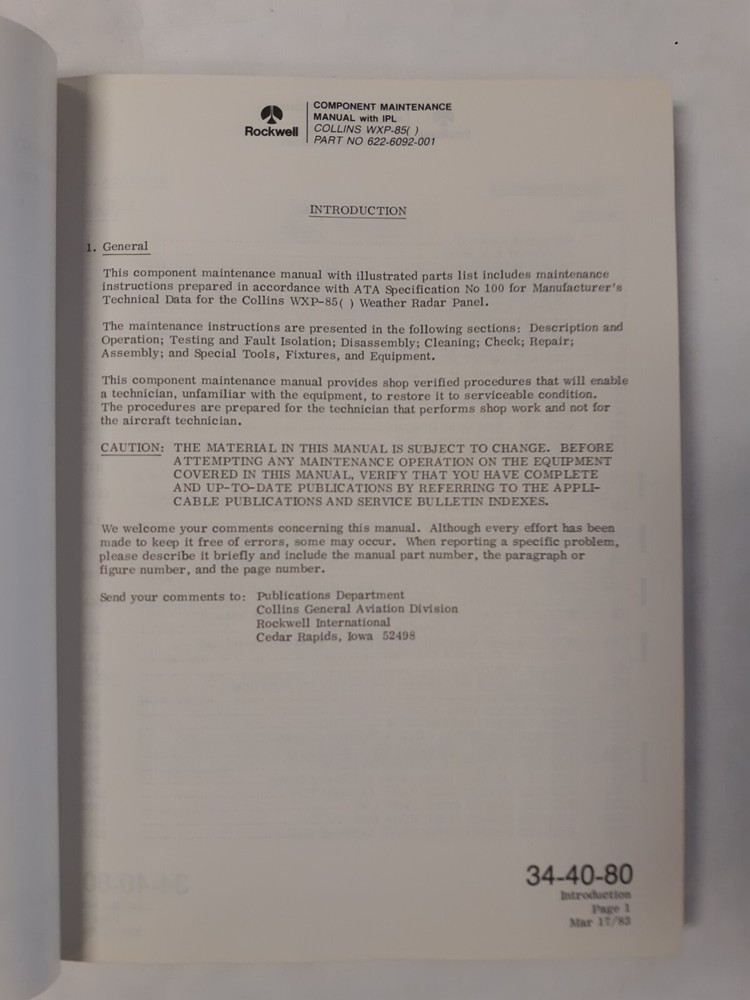 Rockwell
COMPONENT MAINTENANCE
MANUAL with IPL
COLLINS WXP-85( )
PART NO 622-6092-001
INTRODUCTION
1. General
This component maintenance manual with illustrated parts list includes maintenance
instructions prepared in accordance with ATA Specification No 100 for Manufacturer's
Technical Data for the Collins WXP-85( ) Weather Radar Panel.
The maintenance instructions are presented in the following sections: Description and
Operation; Testing and Fault Isolation; Disassembly; Cleaning; Check; Repair;
Assembly; and Special Tools, Fixtures, and Equipment.
This component maintenance manual provides shop verified procedures that will enable
a technician, unfamiliar with the equipment, to restore it to serviceable condition.
The procedures are prepared for the technician that performs shop work and not for
the aircraft technician.
CAUTION: THE MATERIAL IN THIS MANUAL IS SUBJECT TO CHANGE. BEFORE
ATTEMPTING ANY MAINTENANCE OPERATION ON THE EQUIPMENT
COVERED IN THIS MANUAL, VERIFY THAT YOU HAVE COMPLETE
AND UP-TO-DATE PUBLICATIONS BY REFERRING TO THE APPLI-
CABLE PUBLICATIONS AND SERVICE BULLETIN INDEXES.
We welcome your comments concerning this manual. Although every effort has been
made to keep it free of errors, some may occur. When reporting a specific problem,
please describe it briefly and include the manual part number, the paragraph or
figure number, and the page number.
Send your comments to: Publications Department
Collins General Aviation Division
Rockwell International
Cedar Rapids, Iowa 52498
34-40-80
Introduction
Page 1
Mar 17/83